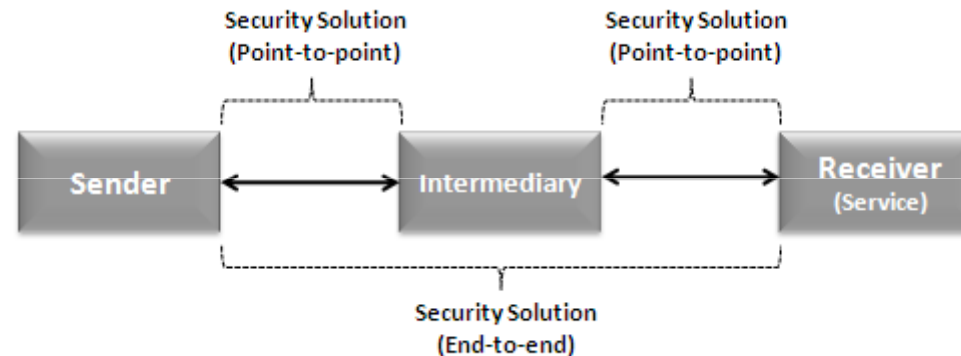 Security Solution
(Point-to-point)
Security Solution
(Point-to-point)
Sender
Intermediary
Receiver
(Service)
Security Solution
(End-to-end)